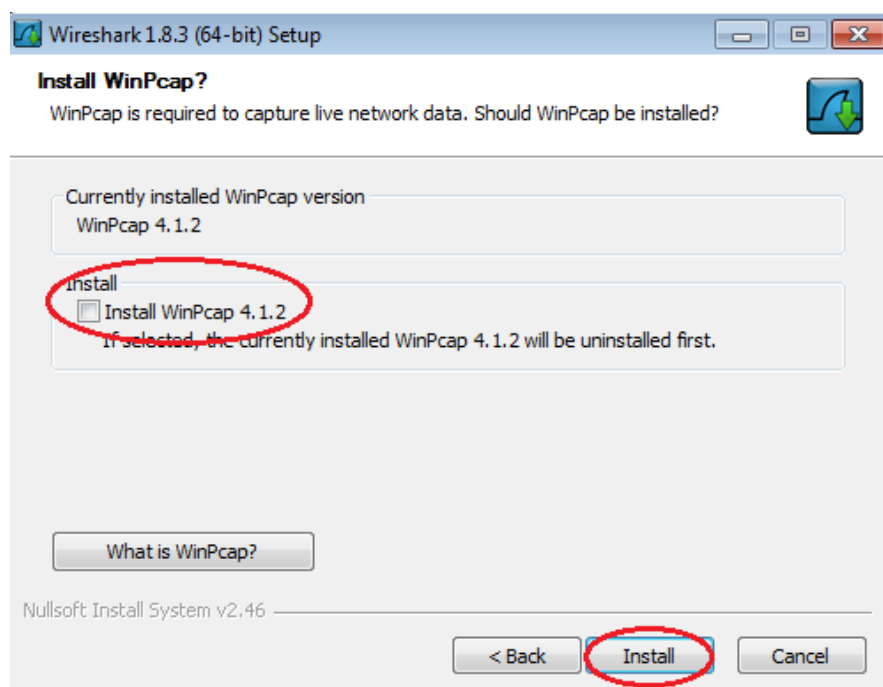 Wireshark 1.8.3 (64-bit) Setup
Install WinPcap?
WinPcap is required to capture live network data. Should WinPcap be installed?
Currently installed WinPcap version
WinPcap 4.1.2
Install
Install WinPcap 4.1.2
If selected, the currently installed WinPcap 4.1.2 will be uninstalled first.
What is WinPcap?
Nullsoft Install System v2.46
< Back Install Cancel